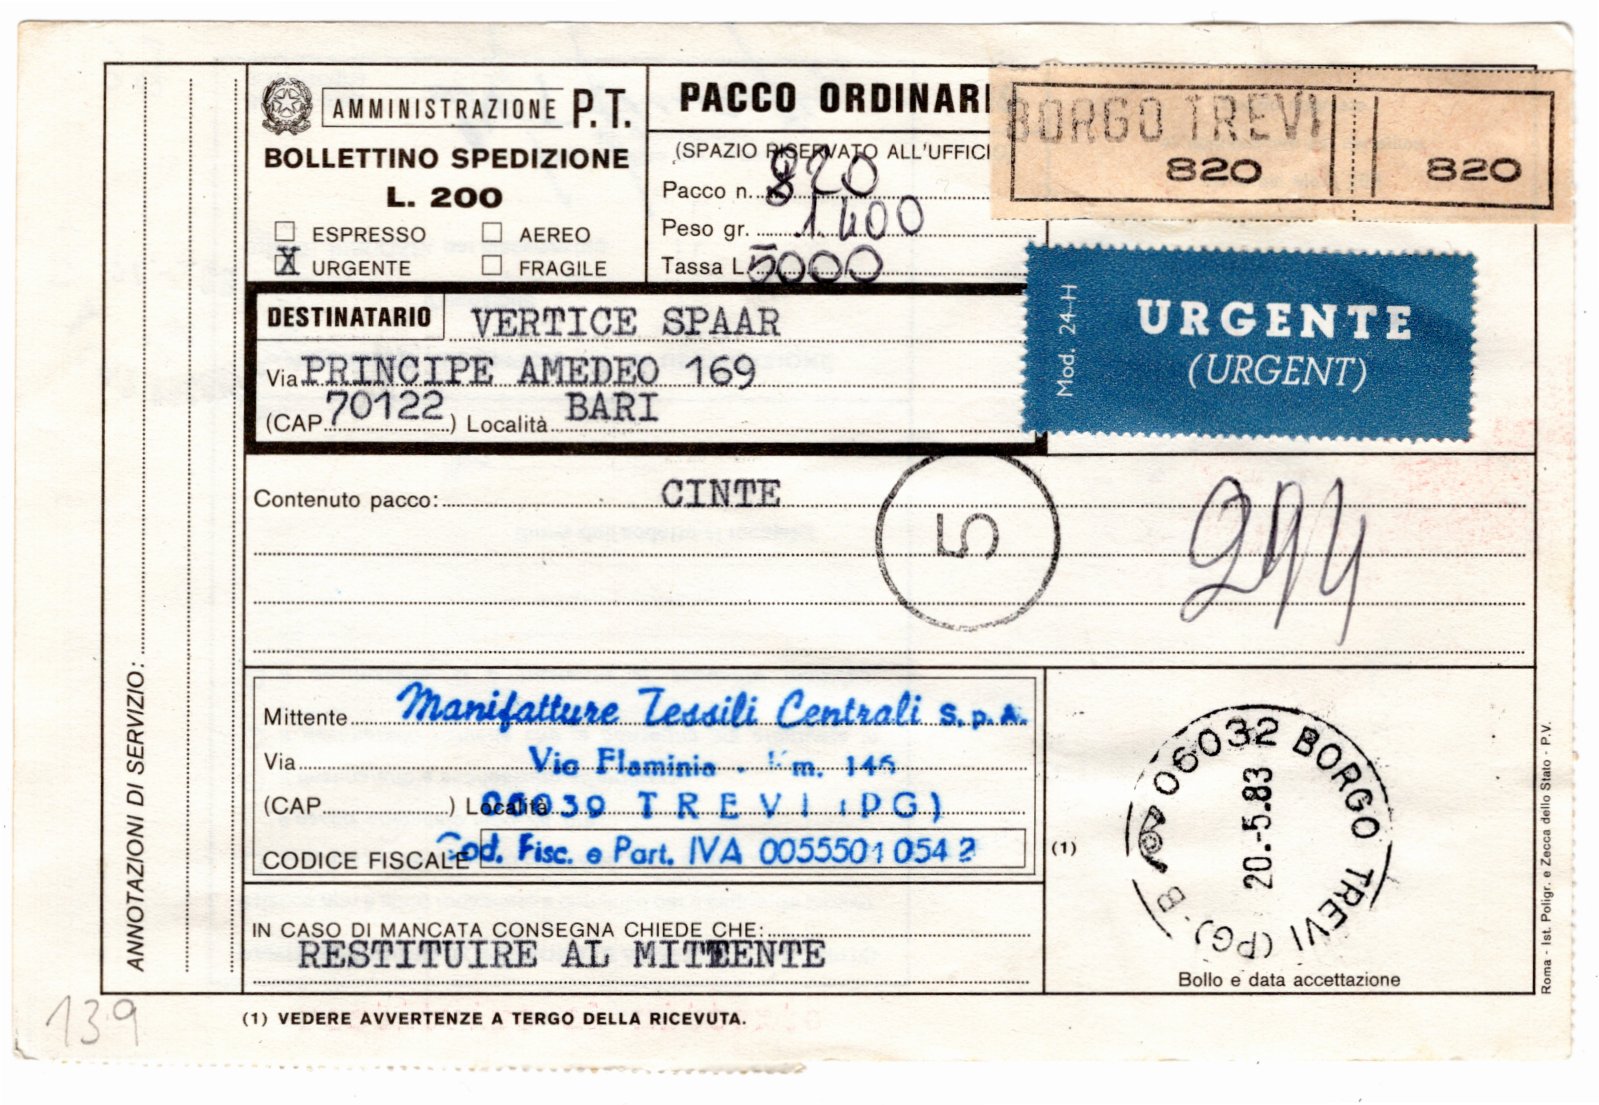 AMMINISTRAZIONE P.T.
BOLLETTINO SPEDIZIONE
L. 200
ESPRESSO AEREO
X URGENTE FRAGILE
PACCO ORDINARI
(SPAZIO RISERVATO ALL'UFFICI
Pacco n. 820
Peso gr. 1400
Tassa L. 5000
BORGO TREVI
820 820
Mod. 24-H
URGENTE
(URGENT)
DESTINATARIO VERTICE SPAAR
Via PRINCIPE AMEDEO 169
(CAP 70122) Località BARI
Contenuto pacco: CINTE
5
ANNOTAZIONI DI SERVIZIO:
Mittente Manifatture Tessili Centrali S.p.A.
Via Via Flaminia - Km. 146
(CAP ) Località 06039 TREVI (PG)
CODICE FISCALE Cod. Fisc. e Part. IVA 0055501 054 2
(1)
06032 BORGO TREVI (PG) - B
20.-5.83
Bollo e data accettazione
IN CASO DI MANCATA CONSEGNA CHIEDE CHE:
RESTITUIRE AL MITTENTE
Roma - Ist. Poligr. e Zecca dello Stato - P.V.
139
(1) VEDERE AVVERTENZE A TERGO DELLA RICEVUTA.